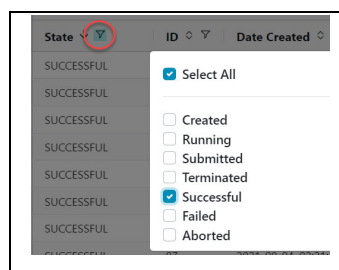 State ID Date Created
SUCCESSFUL
Select All
SUCCESSFUL
SUCCESSFUL
Created
Running
SUCCESSFUL
Submitted
SUCCESSFUL
Terminated
Successful
SUCCESSFUL
Failed
SUCCESSFUL
Aborted